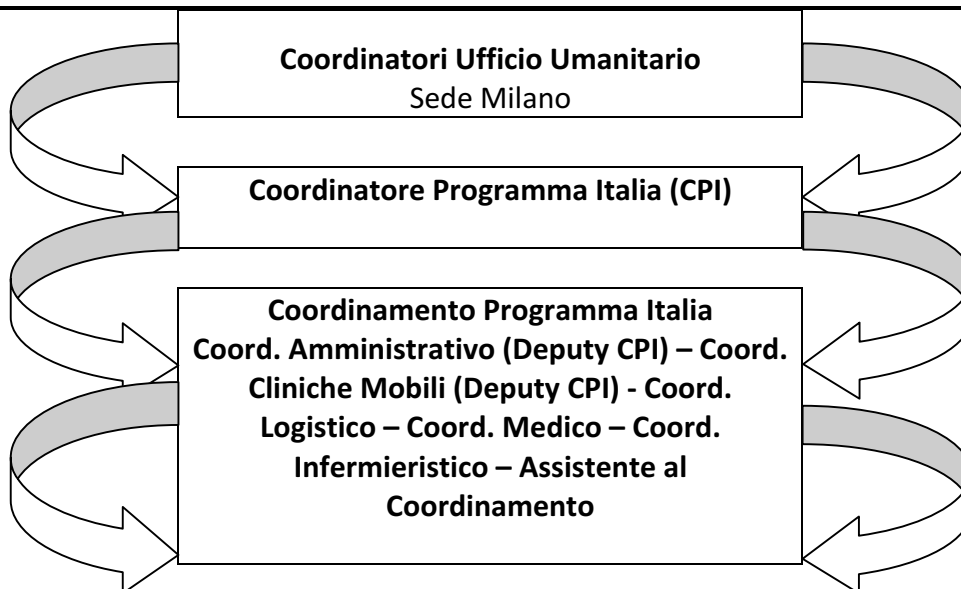 Coordinatori Ufficio Umanitario
Sede Milano
Coordinatore Programma Italia (CPI)
Coordinamento Programma Italia
Coord. Amministrativo (Deputy CPI) – Coord.
Cliniche Mobili (Deputy CPI) - Coord.
Logistico – Coord. Medico – Coord.
Infermieristico – Assistente al
Coordinamento